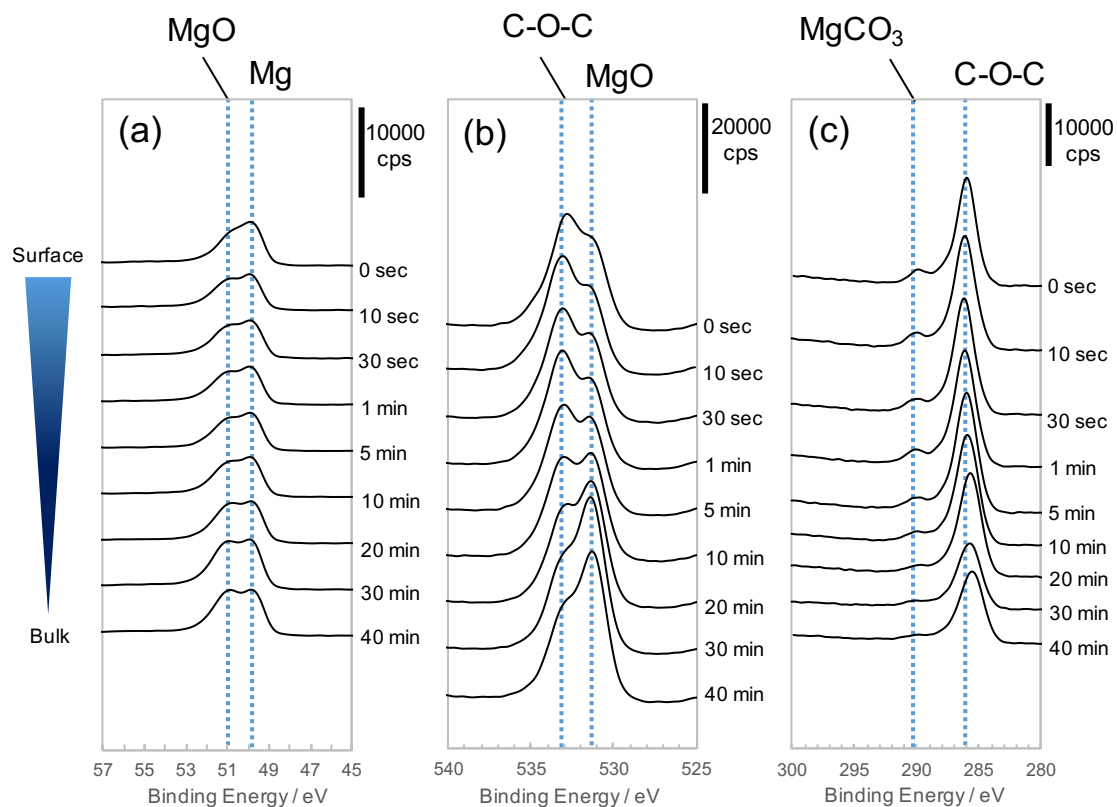 MgO
Mg
C-O-C
MgO
MgCO3
C-O-C
(a)
10000
cps
(b)
20000
cps
(c)
10000
cps
Surface
Bulk
0 sec
10 sec
30 sec
1 min
5 min
10 min
20 min
30 min
40 min
0 sec
10 sec
30 sec
1 min
5 min
10 min
20 min
30 min
40 min
0 sec
10 sec
30 sec
1 min
5 min
10 min
20 min
30 min
40 min
57 55 53 51 49 47 45
Binding Energy / eV
540 535 530 525
Binding Energy / eV
300 295 290 285 280
Binding Energy / eV